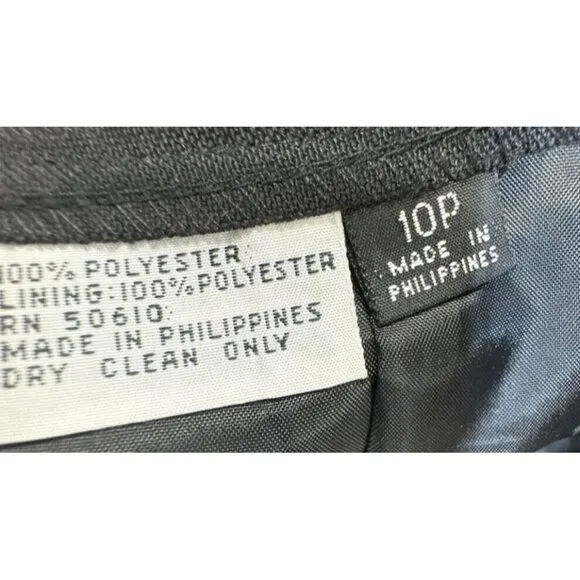 100% POLYESTER
LINING:100% POLYESTER
RN 50610
MADE IN PHILIPPINES
DRY CLEAN ONLY
10P
MADE IN
PHILIPPINES